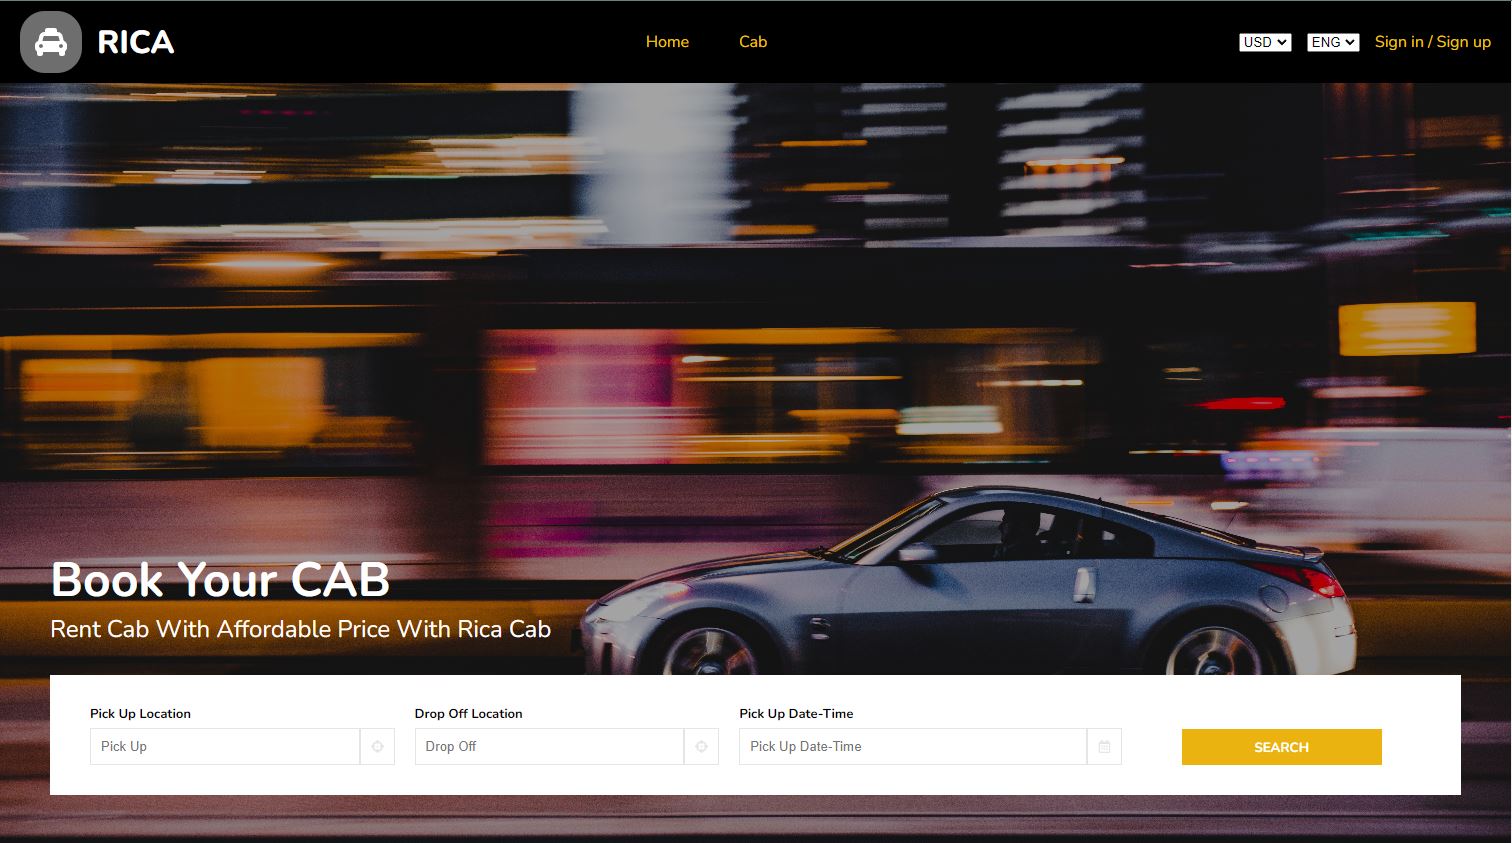 RICA
Home
Cab
USD
ENG
Sign in / Sign up
Book Your CAB
Rent Cab With Affordable Price With Rica Cab
Pick Up Location
Drop Off Location
Pick Up Date-Time
Pick Up
Drop Off
Pick Up Date-Time
SEARCH